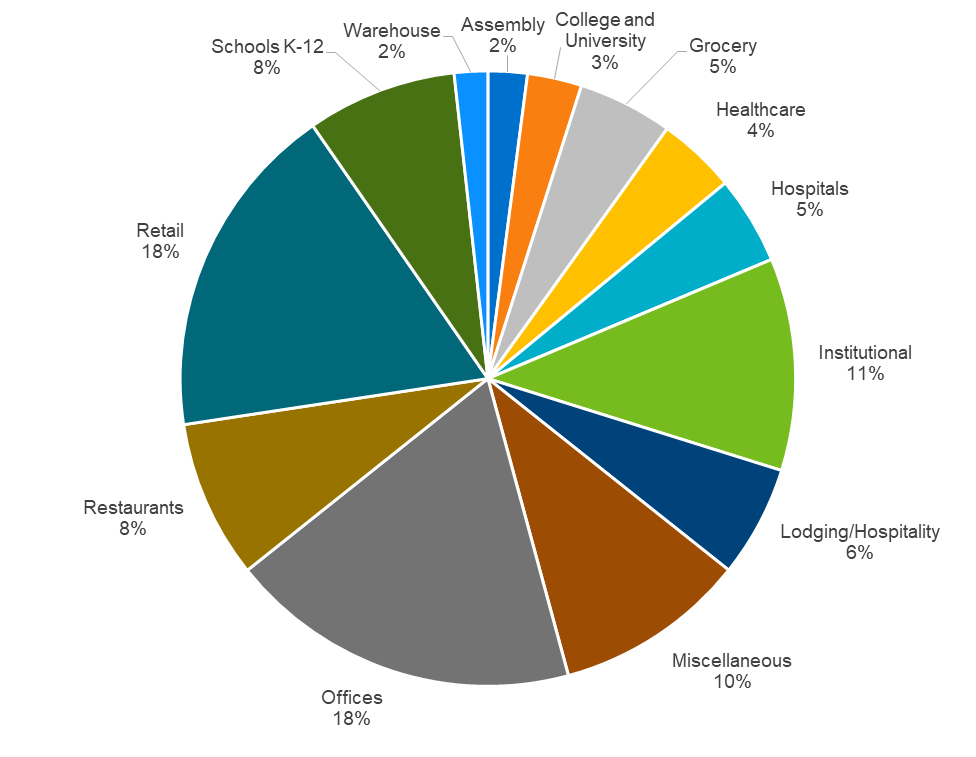 Assembly
2%
College and
University
3%
Grocery
5%
Healthcare
4%
Hospitals
5%
Institutional
11%
Lodging/Hospitality
6%
Miscellaneous
10%
Offices
18%
Restaurants
8%
Retail
18%
Schools K-12
8%
Warehouse
2%